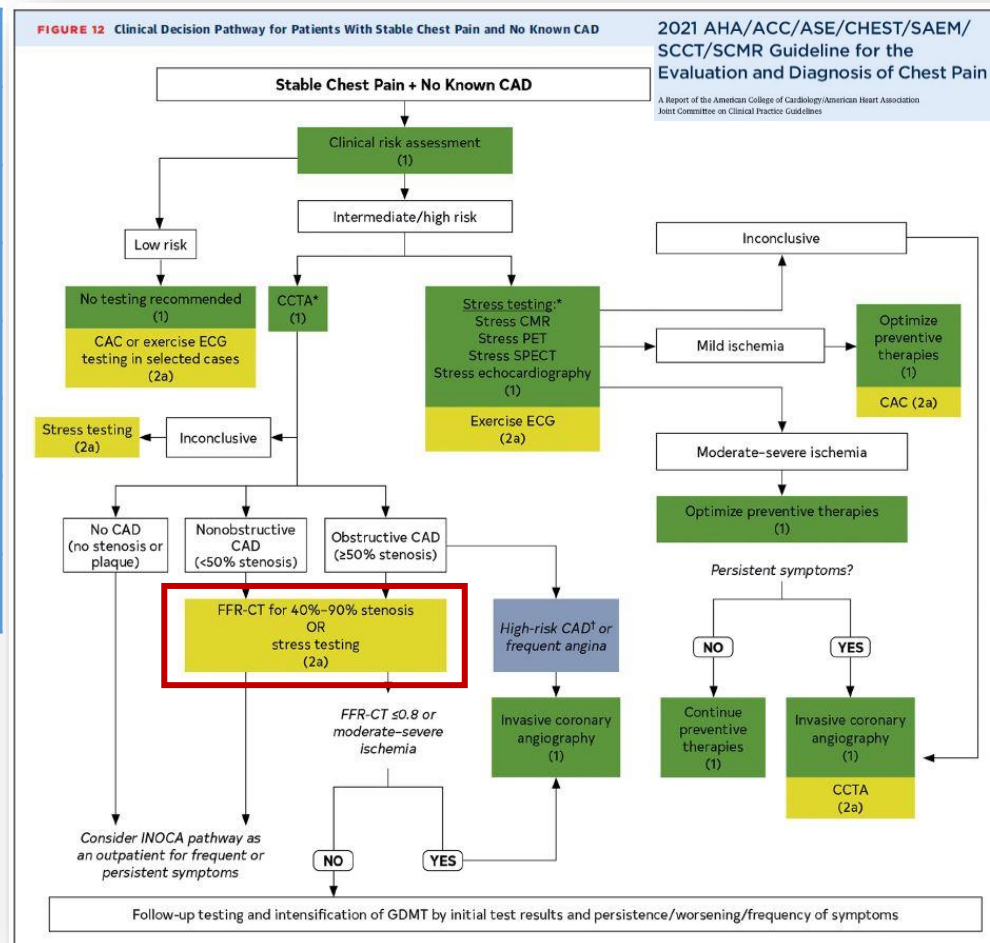 FIGURE 12 Clinical Decision Pathway for Patients With Stable Chest Pain and No Known CAD
2021 AHA/ACC/ASE/CHEST/SAEM/
SCCT/SCMR Guideline for the
Evaluation and Diagnosis of Chest Pain
A Report of the American College of Cardiology/American Heart Association
Joint Committee on Clinical Practice Guidelines
Stable Chest Pain + No Known CAD
Clinical risk assessment
(1)
Intermediate/high risk
Low risk
Inconclusive
No testing recommended
(1)
CAC or exercise ECG
testing in selected cases
(2a)
CCTA*
(1)
Stress testing:*
Stress CMR
Stress PET
Stress SPECT
Stress echocardiography
(1)
Exercise ECG
(2a)
Mild ischemia
Optimize
preventive
therapies
(1)
CAC (2a)
Stress testing
(2a)
Inconclusive
Moderate–severe ischemia
Optimize preventive therapies
(1)
No CAD
(no stenosis or
plaque)
Nonobstructive
CAD
(<50% stenosis)
Obstructive CAD
(≥50% stenosis)
Persistent symptoms?
FFR-CT for 40%–90% stenosis
OR
stress testing
(2a)
High-risk CAD† or
frequent angina
NO
YES
FFR-CT ≤0.8 or
moderate–severe
ischemia
Invasive coronary
angiography
(1)
Continue
preventive
therapies
(1)
Invasive coronary
angiography
(1)
CCTA
(2a)
Consider INOCA pathway as
an outpatient for frequent or
persistent symptoms
NO
YES
Follow-up testing and intensification of GDMT by initial test results and persistence/worsening/frequency of symptoms